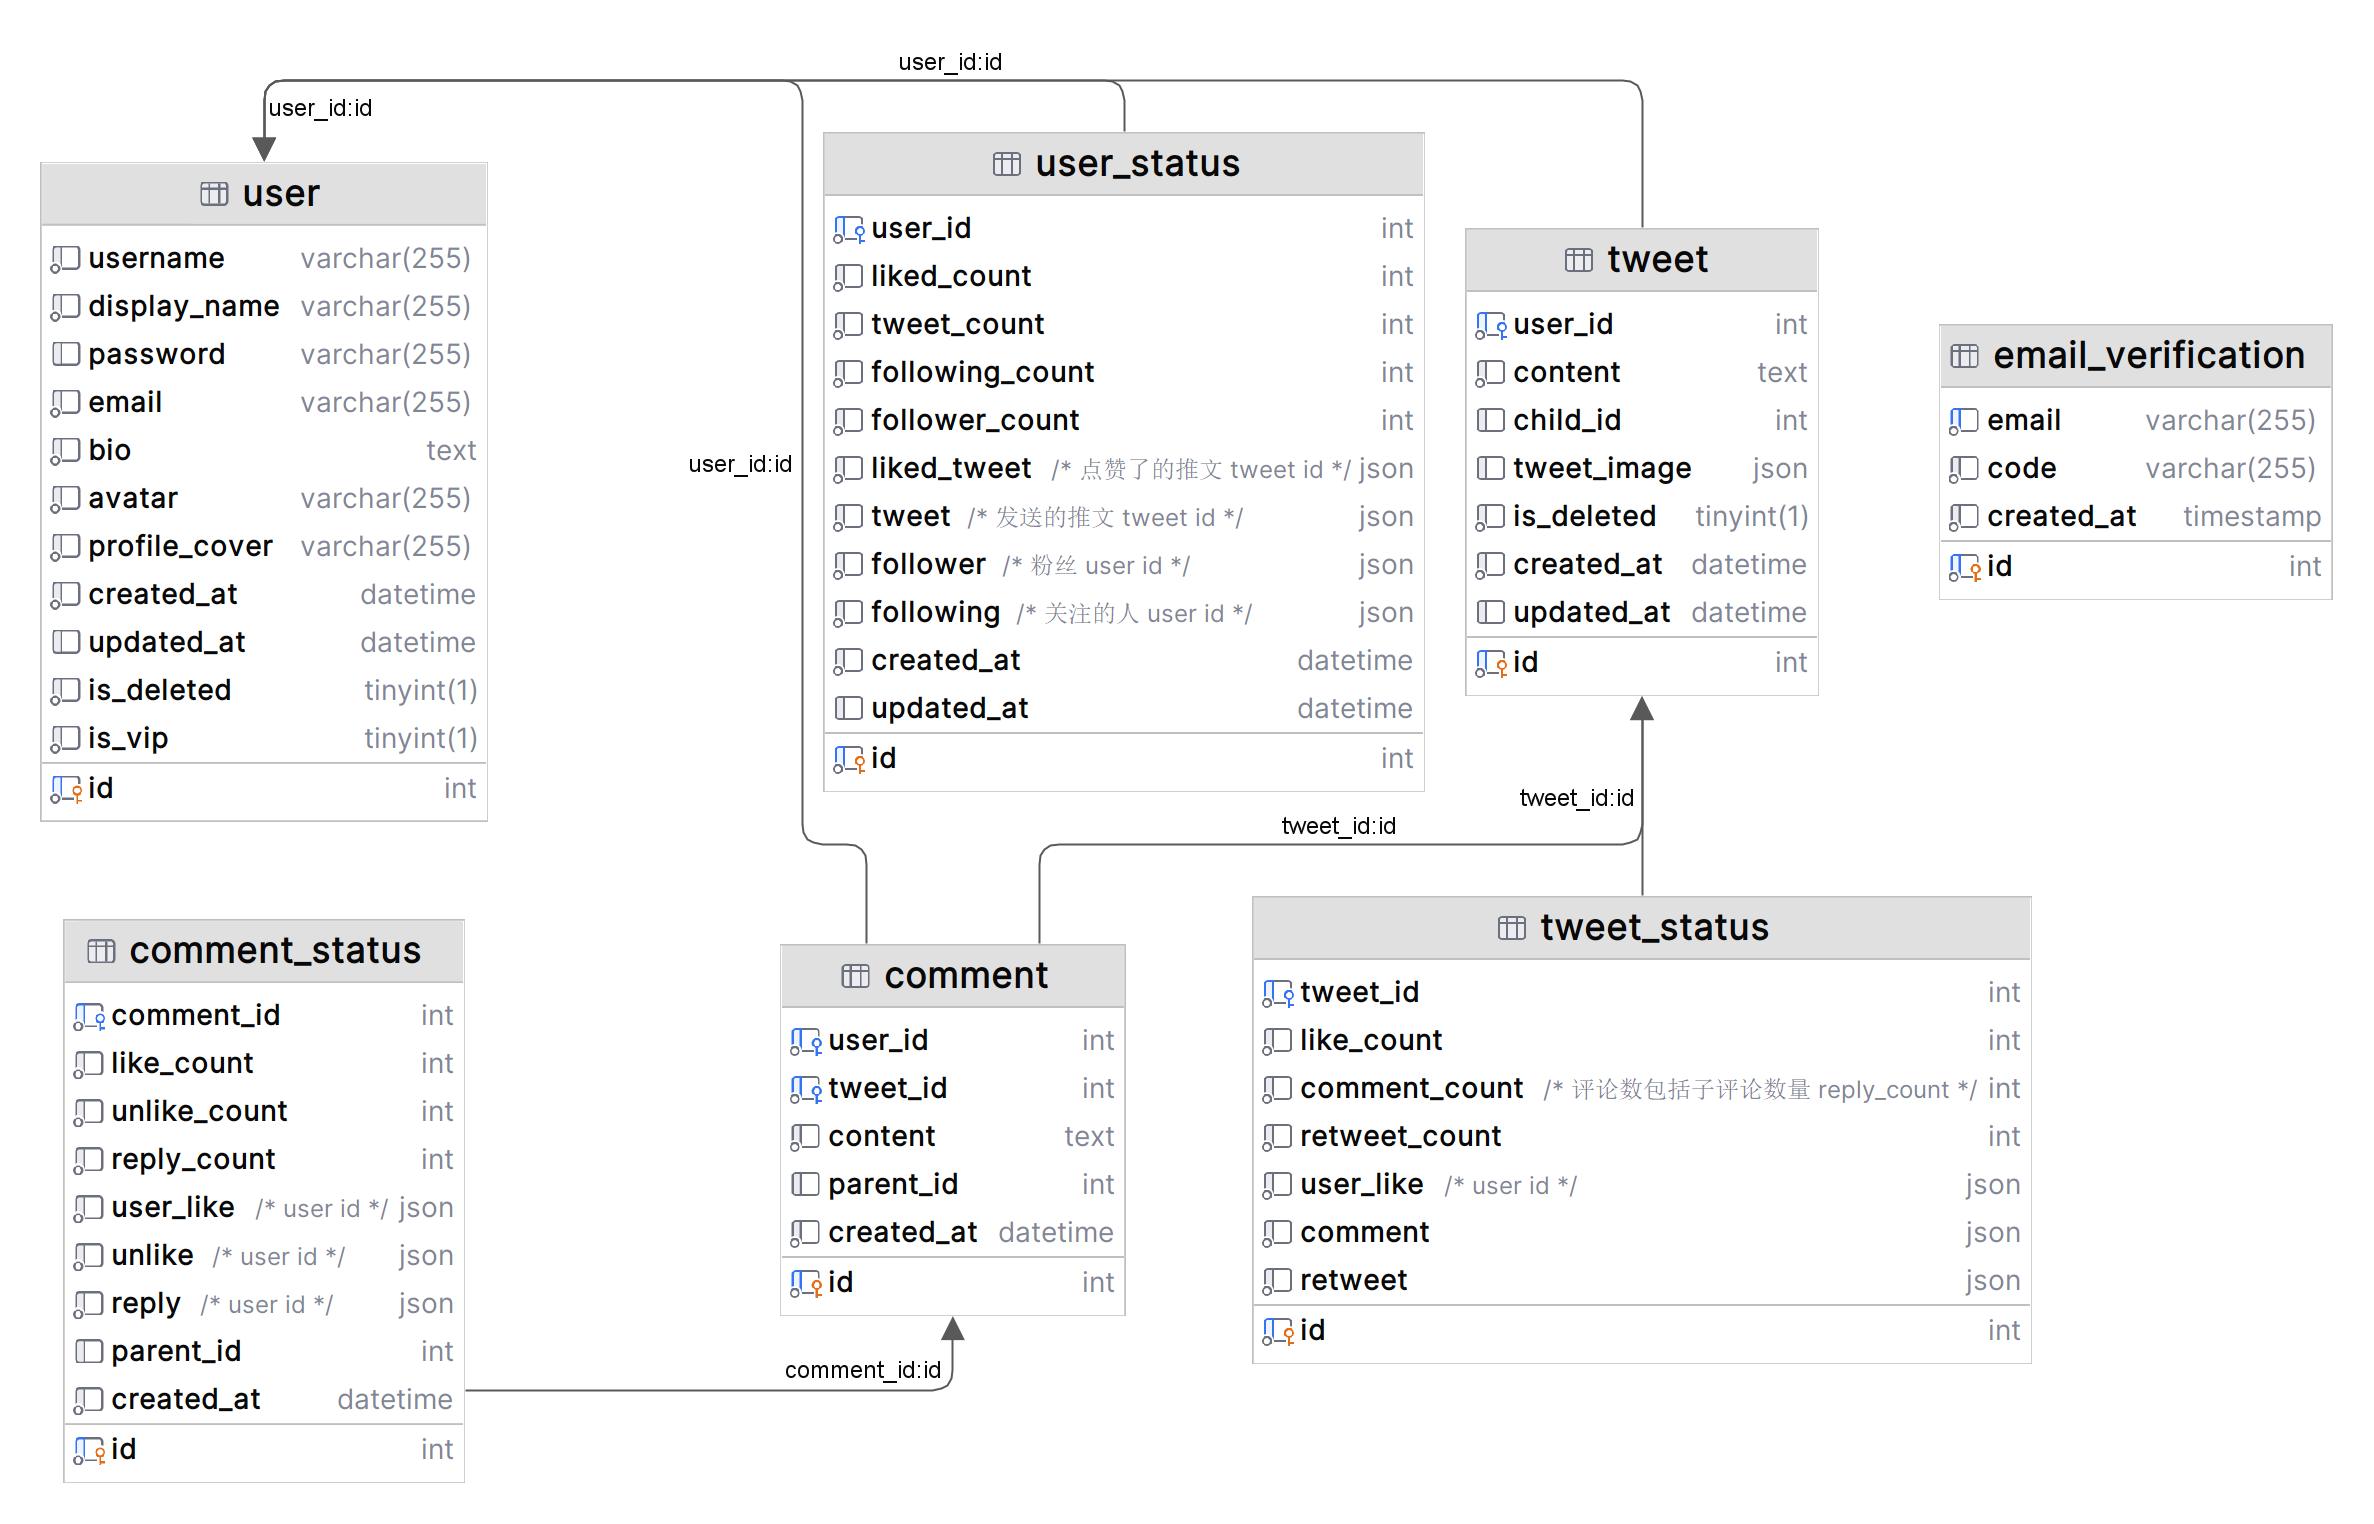 user_id:id
user_id:id
user
username varchar(255)
display_name varchar(255)
password varchar(255)
email varchar(255)
bio text
avatar varchar(255)
profile_cover varchar(255)
created_at datetime
updated_at datetime
is_deleted tinyint(1)
is_vip tinyint(1)
id int
user_id:id
user_status
user_id int
liked_count int
tweet_count int
following_count int
follower_count int
liked_tweet /* 点赞了的推文 tweet id */ json
tweet /* 发送的推文 tweet id */ json
follower /* 粉丝 user id */ json
following /* 关注的人 user id */ json
created_at datetime
updated_at datetime
id int
tweet
user_id int
content text
child_id int
tweet_image json
is_deleted tinyint(1)
created_at datetime
updated_at datetime
id int
email_verification
email varchar(255)
code varchar(255)
created_at timestamp
id int
tweet_id:id
tweet_id:id
comment_status
comment_id int
like_count int
unlike_count int
reply_count int
user_like /* user id */ json
unlike /* user id */ json
reply /* user id */ json
parent_id int
created_at datetime
id int
comment
user_id int
tweet_id int
content text
parent_id int
created_at datetime
id int
comment_id:id
tweet_status
tweet_id int
like_count int
comment_count /* 评论数包括子评论数量 reply_count */ int
retweet_count int
user_like /* user id */ json
comment json
retweet json
id int